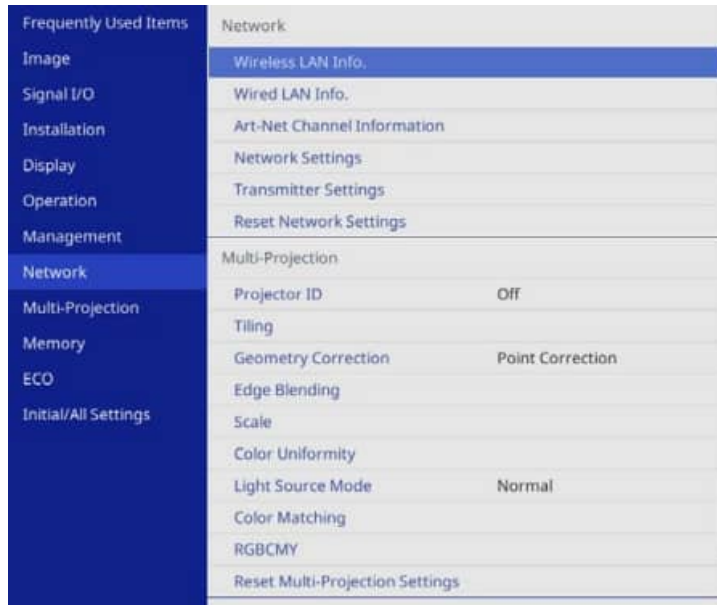 Frequently Used Items
Image
Signal I/O
Installation
Display
Operation
Management
Network
Multi-Projection
Memory
ECO
Initial/All Settings
Network
Wireless LAN Info.
Wired LAN Info.
Art-Net Channel Information
Network Settings
Transmitter Settings
Reset Network Settings
Multi-Projection
Projector ID Off
Tiling
Geometry Correction Point Correction
Edge Blending
Scale
Color Uniformity
Light Source Mode Normal
Color Matching
RGBCMY
Reset Multi-Projection Settings